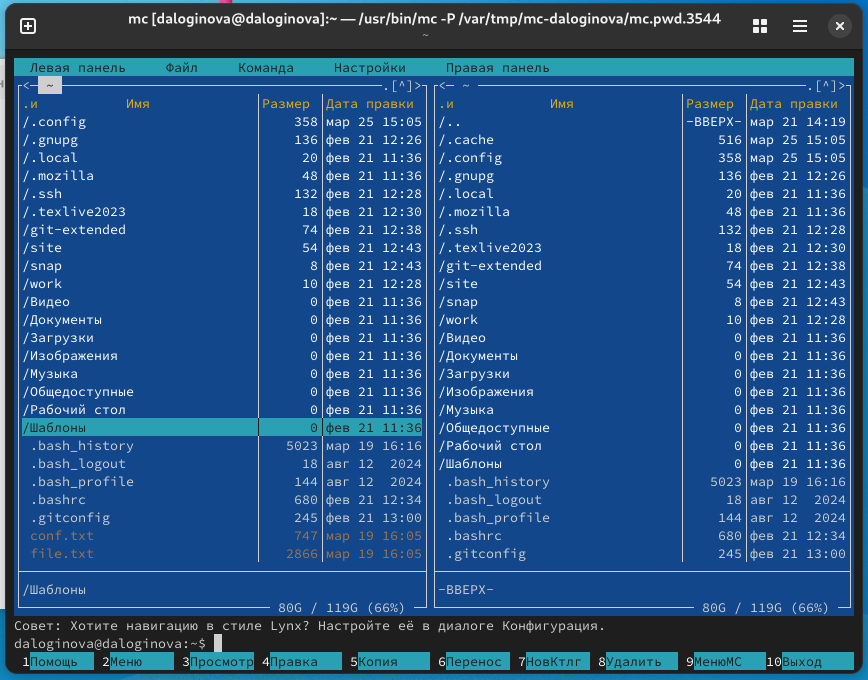 mc [daloginova@daloginova]:~ — /usr/bin/mc -P /var/tmp/mc-daloginova/mc.pwd.3544
~
Левая панель Файл Команда Настройки Правая панель
<— ~ .[^]> <— ~ .[^]>
.и Имя Размер Дата правки .и Имя Размер Дата правки
/.config 358 мар 25 15:05 /.. -ВВЕРХ- мар 21 14:19
/.gnupg 136 фев 21 12:26 /.cache 516 мар 25 15:05
/.local 20 фев 21 11:36 /.config 358 мар 25 15:05
/.mozilla 48 фев 21 11:36 /.gnupg 136 фев 21 12:26
/.ssh 132 фев 21 12:28 /.local 20 фев 21 11:36
/.texlive2023 18 фев 21 12:30 /.mozilla 48 фев 21 11:36
/git-extended 74 фев 21 12:38 /.ssh 132 фев 21 12:28
/site 54 фев 21 12:43 /.texlive2023 18 фев 21 12:30
/snap 8 фев 21 12:43 /git-extended 74 фев 21 12:38
/work 10 фев 21 12:28 /site 54 фев 21 12:43
/Видео 0 фев 21 11:36 /snap 8 фев 21 12:43
/Документы 0 фев 21 11:36 /work 10 фев 21 12:28
/Загрузки 0 фев 21 11:36 /Видео 0 фев 21 11:36
/Изображения 0 фев 21 11:36 /Документы 0 фев 21 11:36
/Музыка 0 фев 21 11:36 /Загрузки 0 фев 21 11:36
/Общедоступные 0 фев 21 11:36 /Изображения 0 фев 21 11:36
/Рабочий стол 0 фев 21 11:36 /Музыка 0 фев 21 11:36
/Шаблоны 0 фев 21 11:36 /Общедоступные 0 фев 21 11:36
.bash_history 5023 мар 19 16:16 /Рабочий стол 0 фев 21 11:36
.bash_logout 18 авг 12 2024 /Шаблоны 0 фев 21 11:36
.bash_profile 144 авг 12 2024 .bash_history 5023 мар 19 16:16
.bashrc 680 фев 21 12:34 .bash_logout 18 авг 12 2024
.gitconfig 245 фев 21 13:00 .bash_profile 144 авг 12 2024
conf.txt 747 мар 19 16:05 .bashrc 680 фев 21 12:34
file.txt 2866 мар 19 16:05 .gitconfig 245 фев 21 13:00
/Шаблоны -ВВЕРХ-
80G / 119G (66%) 80G / 119G (66%)
Совет: Хотите навигацию в стиле Lynx? Настройте её в диалоге Конфигурация.
daloginova@daloginova:~$
1Помощь 2Меню 3Просмотр 4Правка 5Копия 6Перенос 7НовКтлг 8Удалить 9МенюМС 10Выход